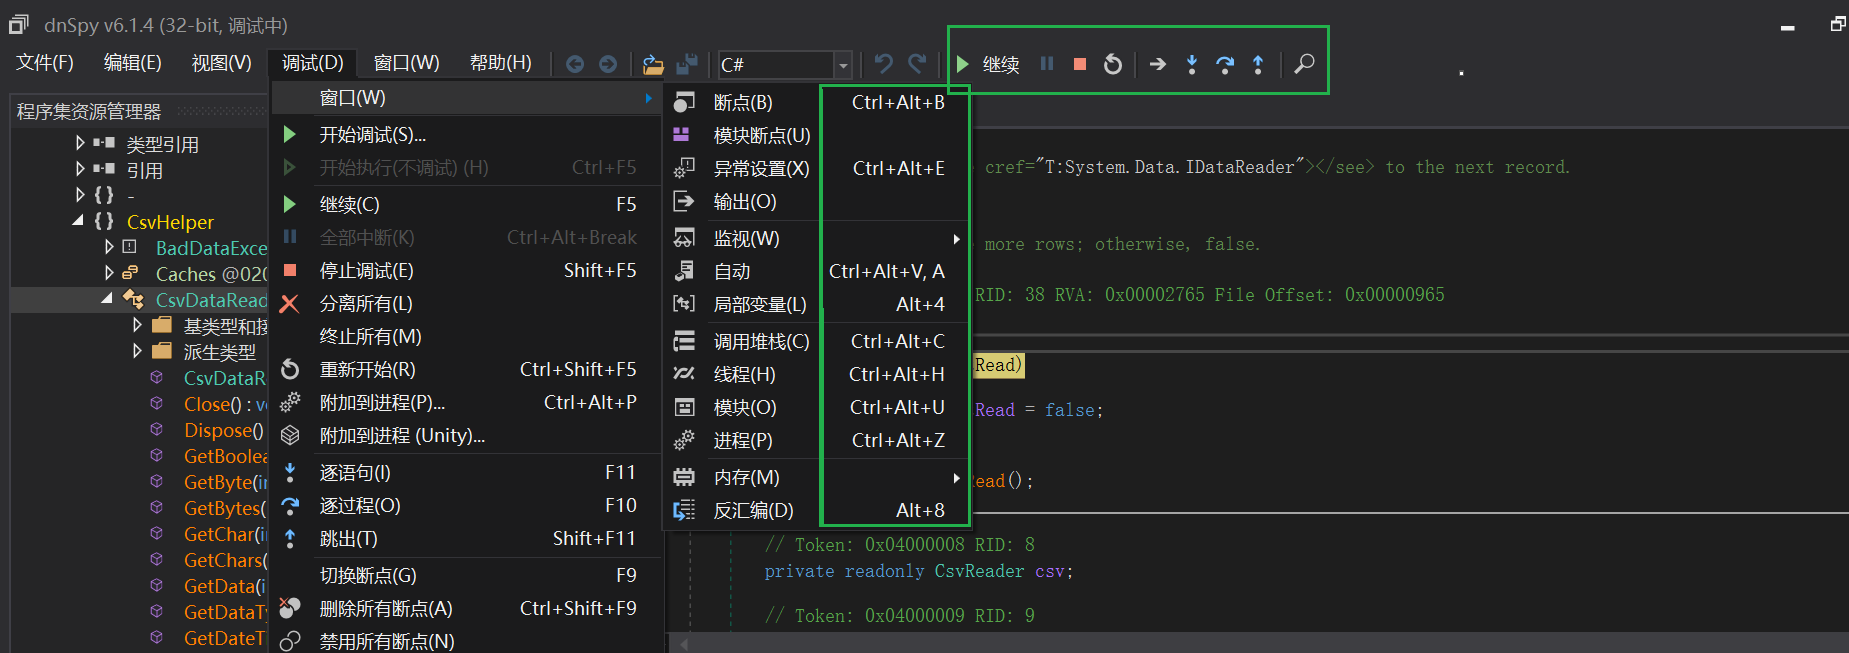 dnSpy v6.1.4 (32-bit, 调试中)
文件(F) 编辑(E) 视图(V) 调试(D) 窗口(W) 帮助(H) C# 继续
程序集资源管理器
类型引用
引用
{ } -
{ } CsvHelper
BadDataExce
Caches @020
CsvDataRead
基类型和接
派生类型
CsvDataR
Close() : vo
Dispose()
GetBoolea
GetByte(in
GetBytes(
GetChar(in
GetChars(
GetData(i
GetDataTy
GetDateT
窗口(W)
开始调试(S)...
开始执行(不调试) (H) Ctrl+F5
继续(C) F5
全部中断(K) Ctrl+Alt+Break
停止调试(E) Shift+F5
分离所有(L)
终止所有(M)
重新开始(R) Ctrl+Shift+F5
附加到进程(P)... Ctrl+Alt+P
附加到进程 (Unity)...
逐语句(I) F11
逐过程(O) F10
跳出(T) Shift+F11
切换断点(G) F9
删除所有断点(A) Ctrl+Shift+F9
禁用所有断点(N)
断点(B) Ctrl+Alt+B
模块断点(U)
异常设置(X) Ctrl+Alt+E
输出(O)
监视(W)
自动 Ctrl+Alt+V, A
局部变量(L) Alt+4
调用堆栈(C) Ctrl+Alt+C
线程(H) Ctrl+Alt+H
模块(O) Ctrl+Alt+U
进程(P) Ctrl+Alt+Z
内存(M)
反汇编(D) Alt+8
cref="T:System.Data.IDataReader"></see> to the next record.
more rows; otherwise, false.
RID: 38 RVA: 0x00002765 File Offset: 0x00000965
Read)
Read = false;
Read();
// Token: 0x04000008 RID: 8
private readonly CsvReader csv;
// Token: 0x04000009 RID: 9